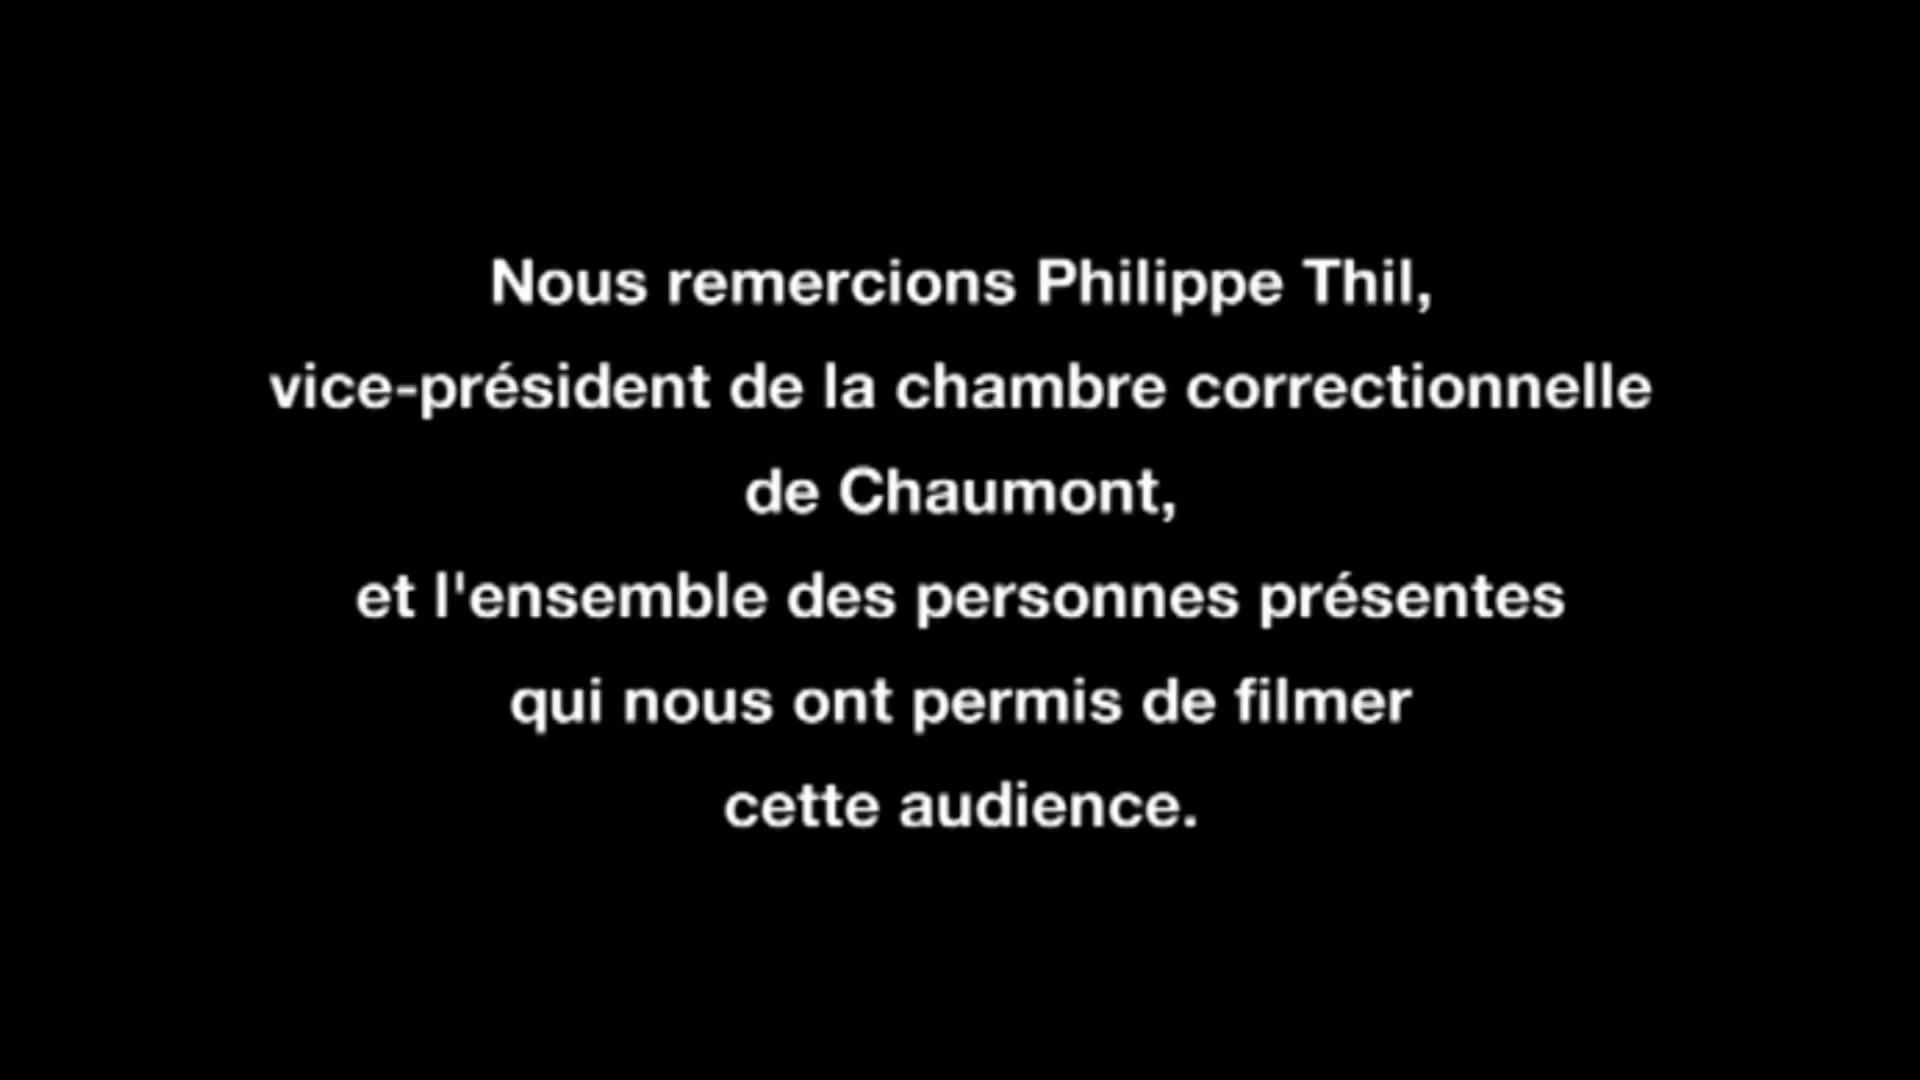 Nous remercions Philippe Thil,
vice-président de la chambre correctionnelle
de Chaumont,
et l'ensemble des personnes présentes
qui nous ont permis de filmer
cette audience.